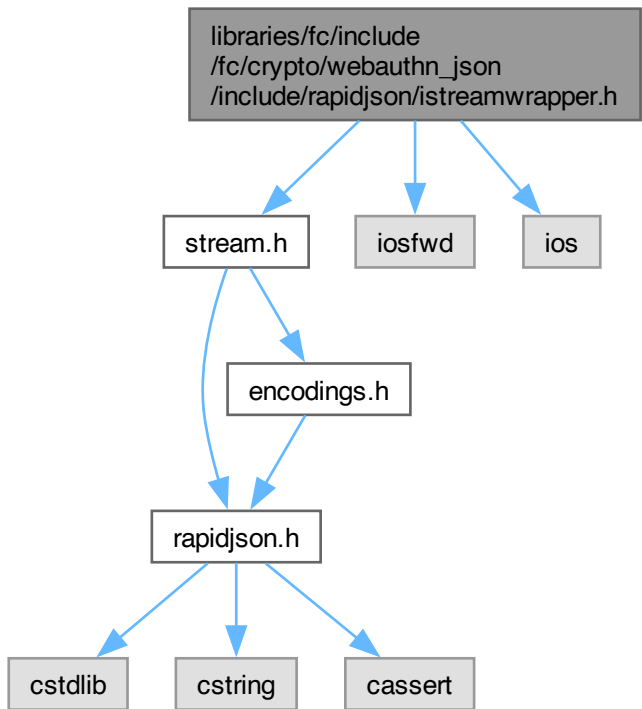 libraries/fc/include
/fc/crypto/webauthn_json
/include/rapidjson/istreamwrapper.h
stream.h
iosfwd
ios
encodings.h
rapidjson.h
cstdlib
cstring
cassert